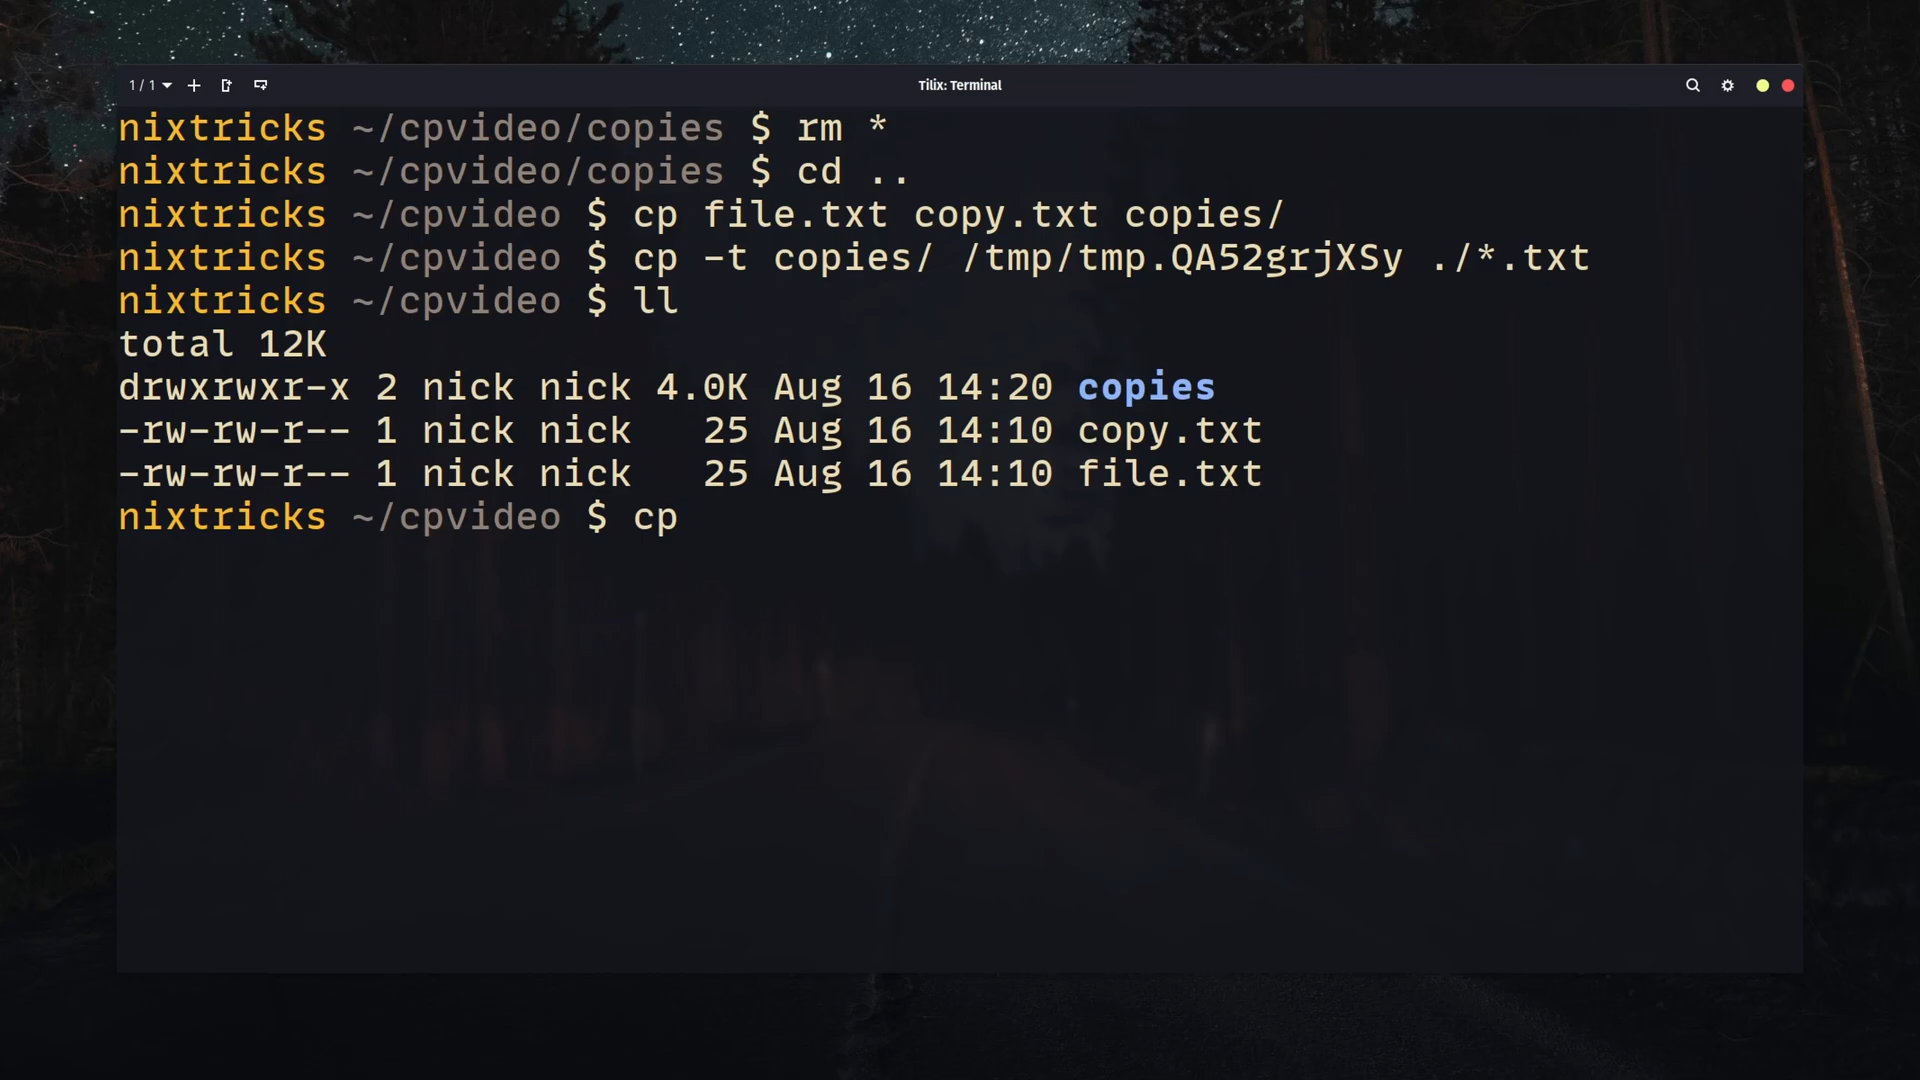 1 / 1
Tilix: Terminal
nixtricks ~/cpvideo/copies $ rm *
nixtricks ~/cpvideo/copies $ cd ..
nixtricks ~/cpvideo $ cp file.txt copy.txt copies/
nixtricks ~/cpvideo $ cp -t copies/ /tmp/tmp.QA52grjXSy ./*.txt
nixtricks ~/cpvideo $ ll
total 12K
drwxrwxr-x 2 nick nick 4.0K Aug 16 14:20 copies
-rw-rw-r-- 1 nick nick   25 Aug 16 14:10 copy.txt
-rw-rw-r-- 1 nick nick   25 Aug 16 14:10 file.txt
nixtricks ~/cpvideo $ cp